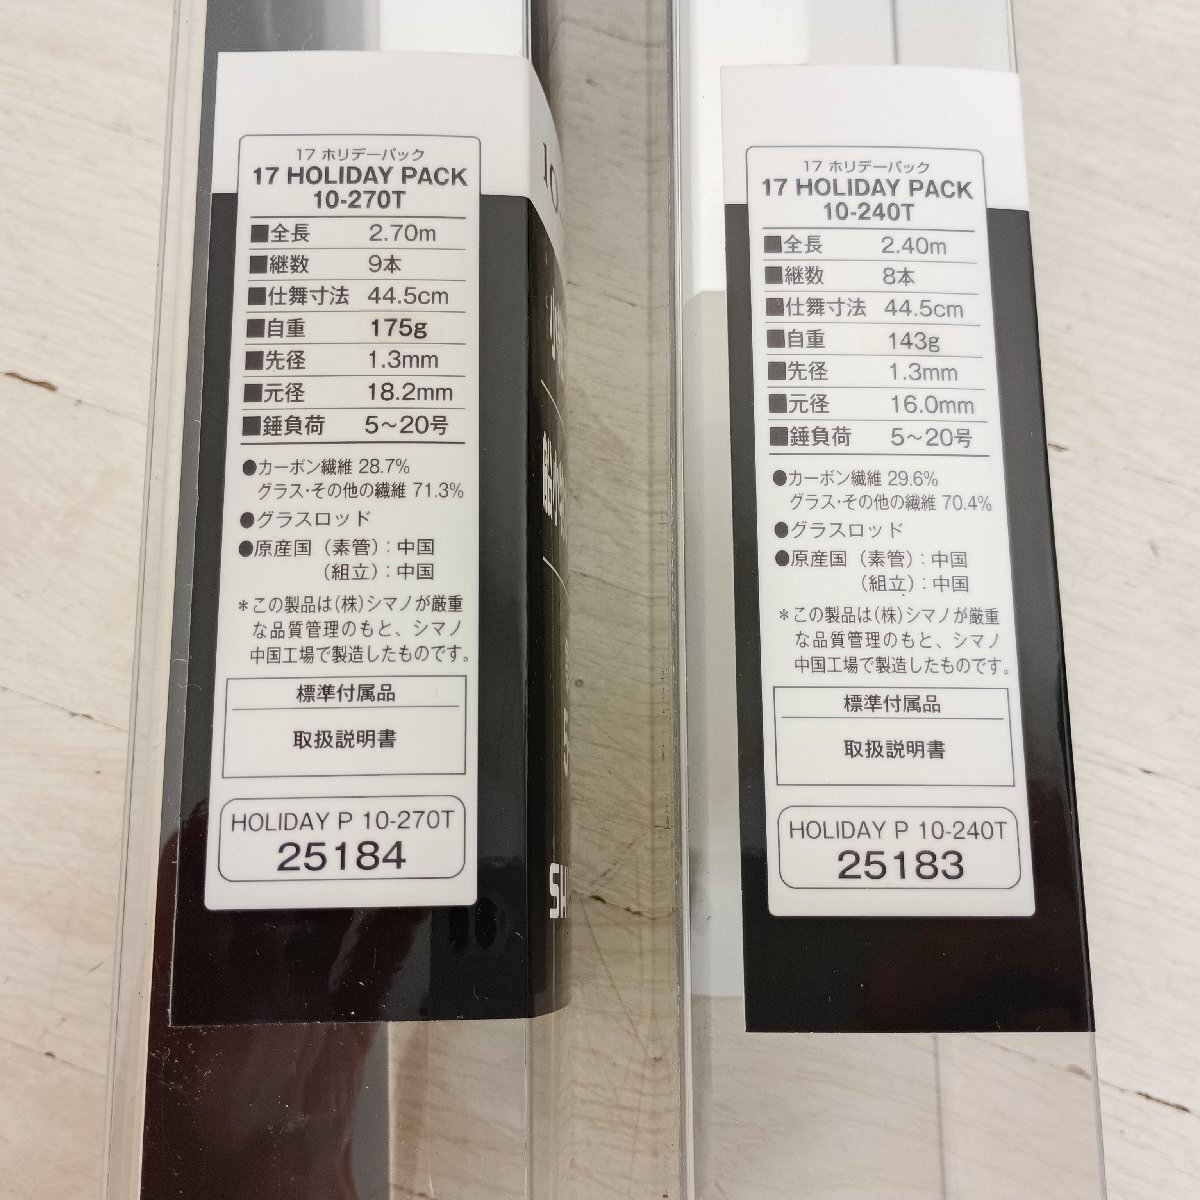 17 ホリデーパック
17 HOLIDAY PACK
10-270T
■全長 2.70m
■継数 9本
■仕舞寸法 44.5cm
■自重 175g
■先径 1.3mm
■元径 18.2mm
■錘負荷 5～20号
●カーボン繊維 28.7%
グラス・その他の繊維 71.3%
●グラスロッド
●原産国（素管）：中国
（組立）：中国
＊この製品は(株)シマノが厳重
な品質管理のもと、シマノ
中国工場で製造したものです。
標準付属品
取扱説明書
HOLIDAY P 10-270T
25184
10
SH
17 ホリデーパック
17 HOLIDAY PACK
10-240T
■全長 2.40m
■継数 8本
■仕舞寸法 44.5cm
■自重 143g
■先径 1.3mm
■元径 16.0mm
■錘負荷 5～20号
●カーボン繊維 29.6%
グラス・その他の繊維 70.4%
●グラスロッド
●原産国（素管）：中国
（組立）：中国
＊この製品は(株)シマノが厳重
な品質管理のもと、シマノ
中国工場で製造したものです。
標準付属品
取扱説明書
HOLIDAY P 10-240T
25183